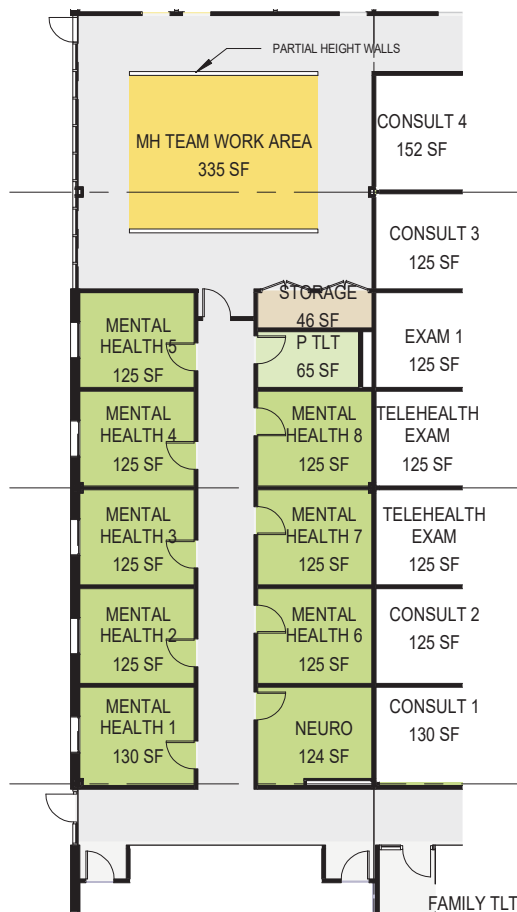 PARTIAL HEIGHT WALLS
MH TEAM WORK AREA
335 SF
CONSULT 4
152 SF
CONSULT 3
125 SF
STORAGE
46 SF
P TLT
65 SF
EXAM 1
125 SF
MENTAL
HEALTH 5
125 SF
MENTAL
HEALTH 4
125 SF
MENTAL
HEALTH 8
125 SF
TELEHEALTH
EXAM
125 SF
MENTAL
HEALTH 3
125 SF
MENTAL
HEALTH 7
125 SF
TELEHEALTH
EXAM
125 SF
MENTAL
HEALTH 2
125 SF
MENTAL
HEALTH 6
125 SF
CONSULT 2
125 SF
MENTAL
HEALTH 1
130 SF
NEURO
124 SF
CONSULT 1
130 SF
FAMILY TLT